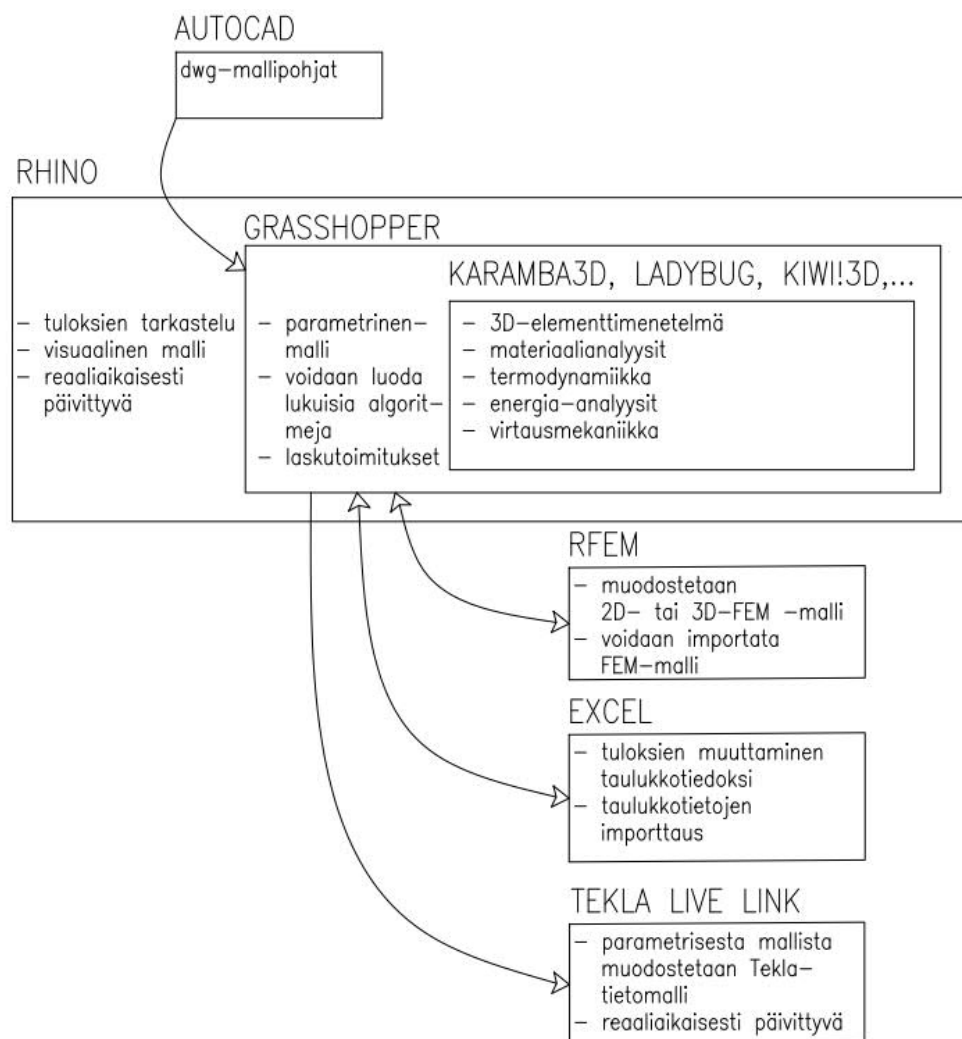 AUTOCAD
dwg-mallipohjat
RHINO
- tuloksien tarkastelu
- visuaalinen malli
- reaaliaikaisesti
päivittyvä
GRASSHOPPER
- parametrinen-
malli
- voidaan luoda
lukuisia algorit-
meja
- laskutoimitukset
KARAMBA3D, LADYBUG, KIWI!3D,...
- 3D-elementtimenetelmä
- materiaalianalyysit
- termodynamiikka
- energia-analyysit
- virtausmekaniikka
RFEM
- muodostetaan
2D- tai 3D-FEM -malli
- voidaan importata
FEM-malli
EXCEL
- tuloksien muuttaminen
taulukkotiedoksi
- taulukkotietojen
importtaus
TEKLA LIVE LINK
- parametrisesta mallista
muodostetaan Tekla-
tietomalli
- reaaliaikaisesti päivittyvä